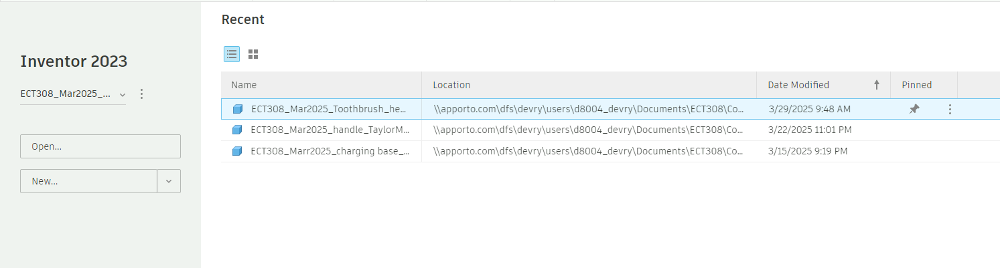 Recent
Inventor 2023
ECT308_Mar2025_...
Open...
New...
Name Location Date Modified Pinned
ECT308_Mar2025_Toothbrush_he... \\apporto.com\dfs\devry\users\d8004_devry\Documents\ECT308\Co... 3/29/2025 9:48 AM
ECT308_Mar2025_handle_TaylorM... \\apporto.com\dfs\devry\users\d8004_devry\Documents\ECT308\Co... 3/22/2025 11:01 PM
ECT308_Marr2025_charging base_... \\apporto.com\dfs\devry\users\d8004_devry\Documents\ECT308\Co... 3/15/2025 9:19 PM